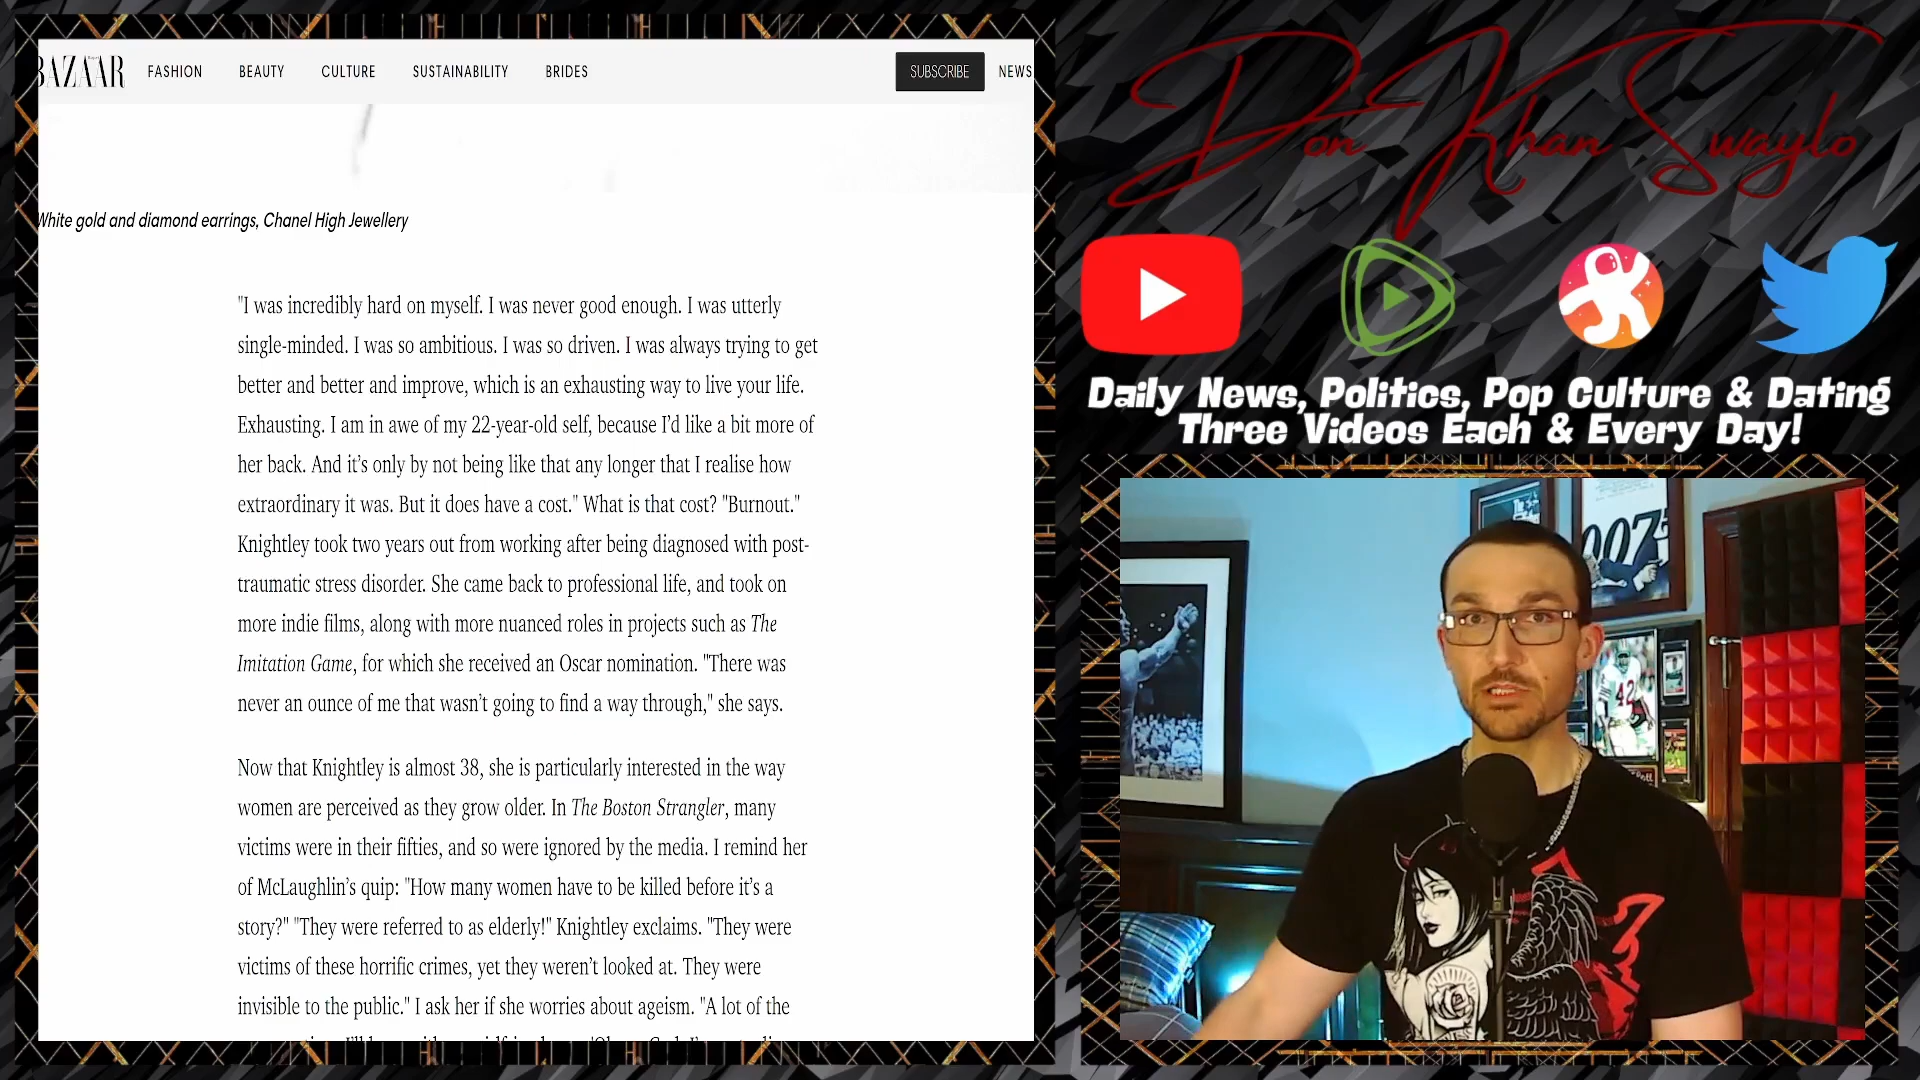 BAZAAR FASHION BEAUTY CULTURE SUSTAINABILITY BRIDES SUBSCRIBE NEWS
White gold and diamond earrings, Chanel High Jewellery
"I was incredibly hard on myself. I was never good enough. I was utterly
single-minded. I was so ambitious. I was so driven. I was always trying to get
better and better and improve, which is an exhausting way to live your life.
Exhausting. I am in awe of my 22-year-old self, because I’d like a bit more of
her back. And it’s only by not being like that any longer that I realise how
extraordinary it was. But it does have a cost." What is that cost? "Burnout."
Knightley took two years out from working after being diagnosed with post-
traumatic stress disorder. She came back to professional life, and took on
more indie films, along with more nuanced roles in projects such as The
Imitation Game, for which she received an Oscar nomination. "There was
never an ounce of me that wasn’t going to find a way through," she says.
Now that Knightley is almost 38, she is particularly interested in the way
women are perceived as they grow older. In The Boston Strangler, many
victims were in their fifties, and so were ignored by the media. I remind her
of McLaughlin’s quip: "How many women have to be killed before it’s a
story?" "They were referred to as elderly!" Knightley exclaims. "They were
victims of these horrific crimes, yet they weren’t looked at. They were
invisible to the public." I ask her if she worries about ageism. "A lot of the
Don Khan Swaylo
Daily News, Politics, Pop Culture & Dating
Three Videos Each & Every Day!
007
42